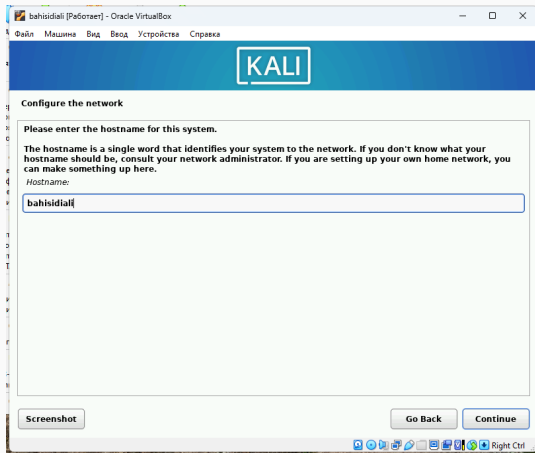 bahisidiali [Работает] - Oracle VirtualBox
Файл Машина Вид Ввод Устройства Справка
KALI
Configure the network
Please enter the hostname for this system.
The hostname is a single word that identifies your system to the network. If you don't know what your
hostname should be, consult your network administrator. If you are setting up your own home network, you
can make something up here.
Hostname:
bahisidiali
Screenshot Go Back Continue
Right Ctrl